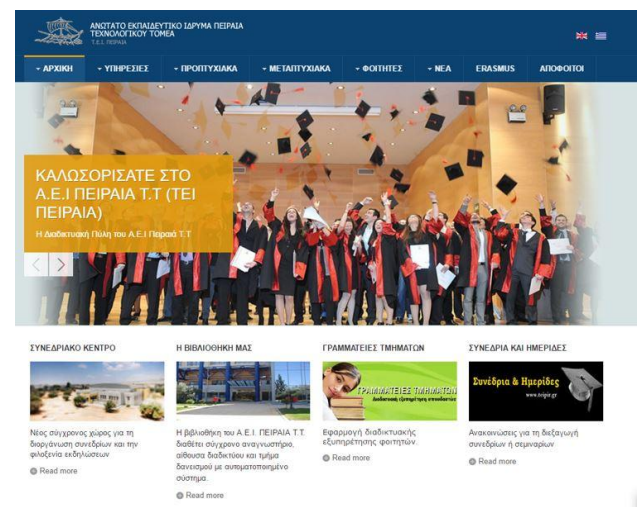 ΑΝΩΤΑΤΟ ΕΚΠΑΙΔΕΥΤΙΚΟ ΙΔΡΥΜΑ ΠΕΙΡΑΙΑ
ΤΕΧΝΟΛΟΓΙΚΟΥ ΤΟΜΕΑ
Τ.Ε.Ι. ΠΕΙΡΑΙΑ
ΑΡΧΙΚΗ ΥΠΗΡΕΣΙΕΣ ΠΡΟΠΤΥΧΙΑΚΑ ΜΕΤΑΠΤΥΧΙΑΚΑ ΦΟΙΤΗΤΕΣ ΝΕΑ ERASMUS ΑΠΟΦΟΙΤΟΙ
ΚΑΛΩΣΟΡΙΣΑΤΕ ΣΤΟ
Α.Ε.Ι ΠΕΙΡΑΙΑ Τ.Τ (ΤΕΙ
ΠΕΙΡΑΙΑ)
Η Διαδικτυακή Πύλη του Α.Ε.Ι Πειραιά Τ.Τ
ΣΥΝΕΔΡΙΑΚΟ ΚΕΝΤΡΟ
Νέος σύγχρονος χώρος για τη
διοργάνωση συνεδρίων και την
φιλοξενία εκδηλώσεων
Read more
Η ΒΙΒΛΙΟΘΗΚΗ ΜΑΣ
Η βιβλιοθήκη του Α.Ε.Ι. ΠΕΙΡΑΙΑ Τ.Τ.
διαθέτει σύγχρονο αναγνωστήριο,
αίθουσα διαδικτύου και τμήμα
δανεισμού με αυτοματοποιημένο
σύστημα.
Read more
ΓΡΑΜΜΑΤΕΙΕΣ ΤΜΗΜΑΤΩΝ
ΓΡΑΜΜΑΤΕΙΕΣ ΤΜΗΜΑΤΩΝ
Διαδικτυακή εξυπηρέτηση σπουδαστών
Εφαρμογή διαδικτυακής
εξυπηρέτησης φοιτητών.
Read more
ΣΥΝΕΔΡΙΑ ΚΑΙ ΗΜΕΡΙΔΕΣ
Συνέδρια & Ημερίδες
www.teipir.gr
Ανακοινώσεις για τη διεξαγωγή
συνεδρίων ή σεμιναρίων
Read more